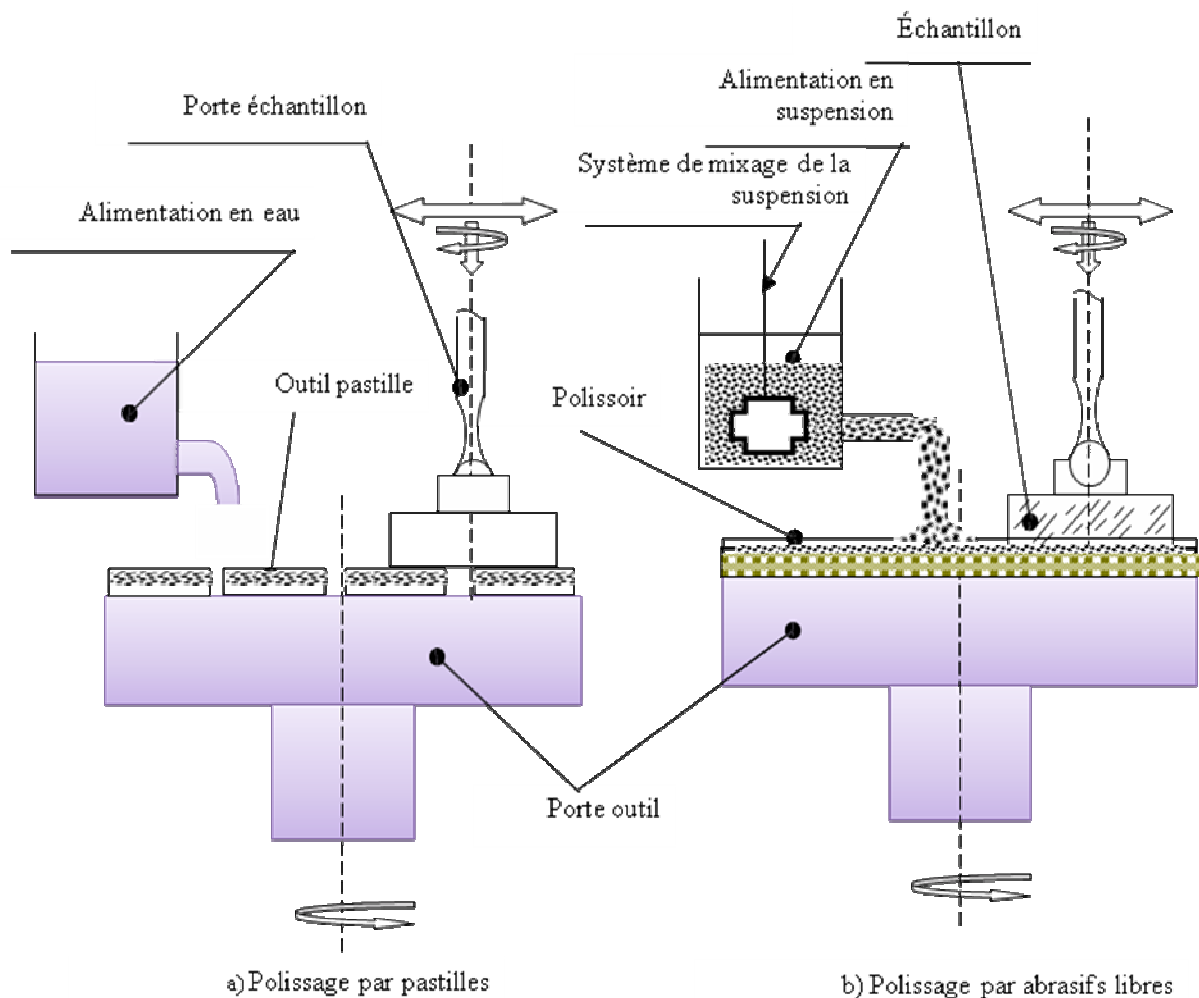 Échantillon
Alimentation en
suspension
Porte échantillon
Système de mixage de la
suspension
Alimentation en eau
Outil pastille
Polissoir
Porte outil
a) Polissage par pastilles
b) Polissage par abrasifs libres